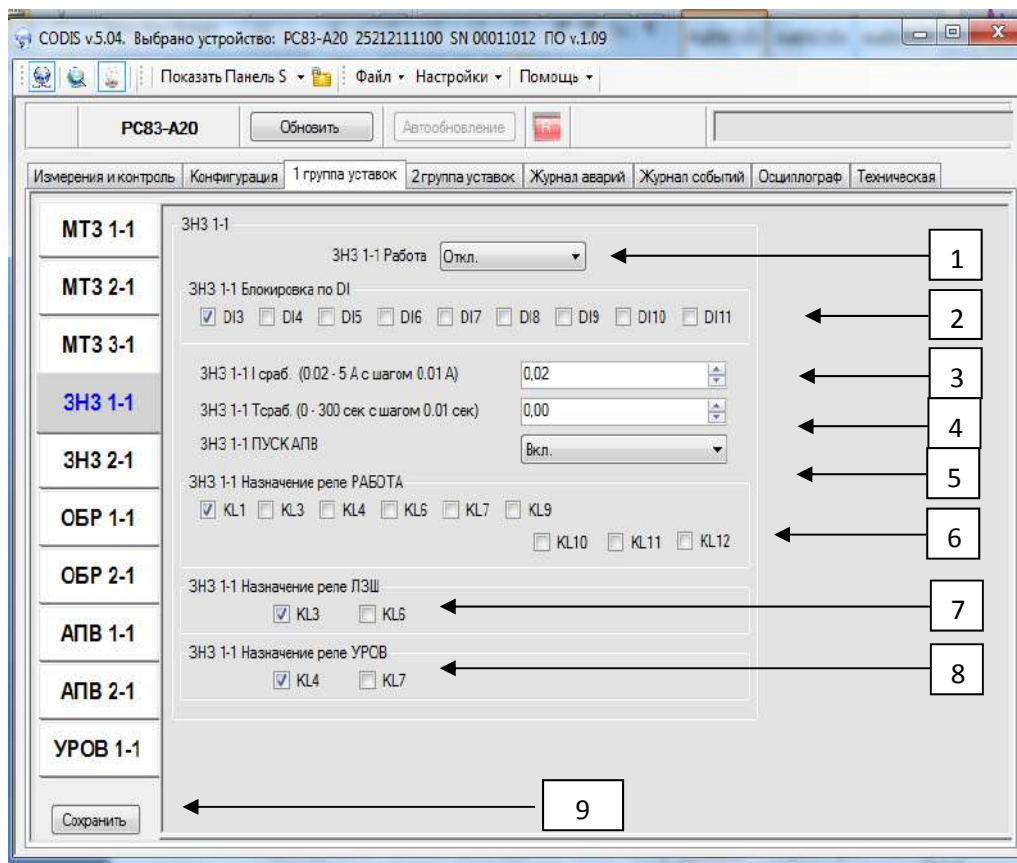 CODIS v.5.04. Выбрано устройство: РС83-А20 25212111100 SN 00011012 ПО v.1.09
Показать Панель S Файл Настройки Помощь
РС83-А20 Обновить Автообновление R
Измерения и контроль Конфигурация 1 группа уставок 2 группа уставок Журнал аварий Журнал событий Осциллограф Техническая
МТЗ 1-1
МТЗ 2-1
МТЗ 3-1
ЗНЗ 1-1
ЗНЗ 2-1
ОБР 1-1
ОБР 2-1
АПВ 1-1
АПВ 2-1
УРОВ 1-1
Сохранить
ЗНЗ 1-1
ЗНЗ 1-1 Работа Откл. 1
ЗНЗ 1-1 Блокировка по DI
DI3 DI4 DI5 DI6 DI7 DI8 DI9 DI10 DI11 2
ЗНЗ 1-1 I сраб. (0.02 - 5 А с шагом 0.01 А) 0,02 3
ЗНЗ 1-1 Tсраб. (0 - 300 сек с шагом 0.01 сек) 0,00 4
ЗНЗ 1-1 ПУСК АПВ Вкл. 5
ЗНЗ 1-1 Назначение реле РАБОТА
KL1 KL3 KL4 KL6 KL7 KL9
KL10 KL11 KL12 6
ЗНЗ 1-1 Назначение реле ЛЗШ
KL3 KL6 7
ЗНЗ 1-1 Назначение реле УРОВ
KL4 KL7 8
9